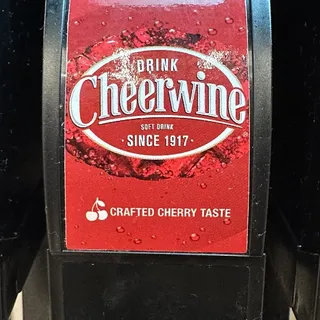 DRINK
Cheerwine
SOFT DRINK
· SINCE 1917 ·
CRAFTED CHERRY TASTE